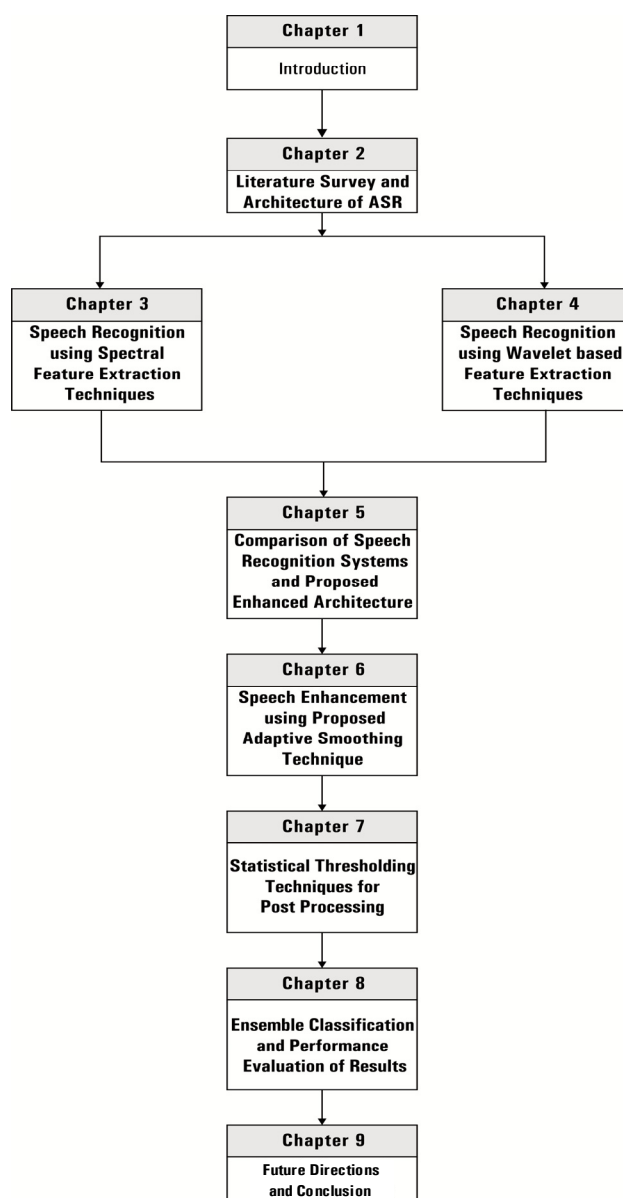 Chapter 1
Introduction
Chapter 2
Literature Survey and
Architecture of ASR
Chapter 3
Speech Recognition
using Spectral
Feature Extraction
Techniques
Chapter 4
Speech Recognition
using Wavelet based
Feature Extraction
Techniques
Chapter 5
Comparison of Speech
Recognition Systems
and Proposed
Enhanced Architecture
Chapter 6
Speech Enhancement
using Proposed
Adaptive Smoothing
Technique
Chapter 7
Statistical Thresholding
Techniques for
Post Processing
Chapter 8
Ensemble Classification
and Performance
Evaluation of Results
Chapter 9
Future Directions
and Conclusion